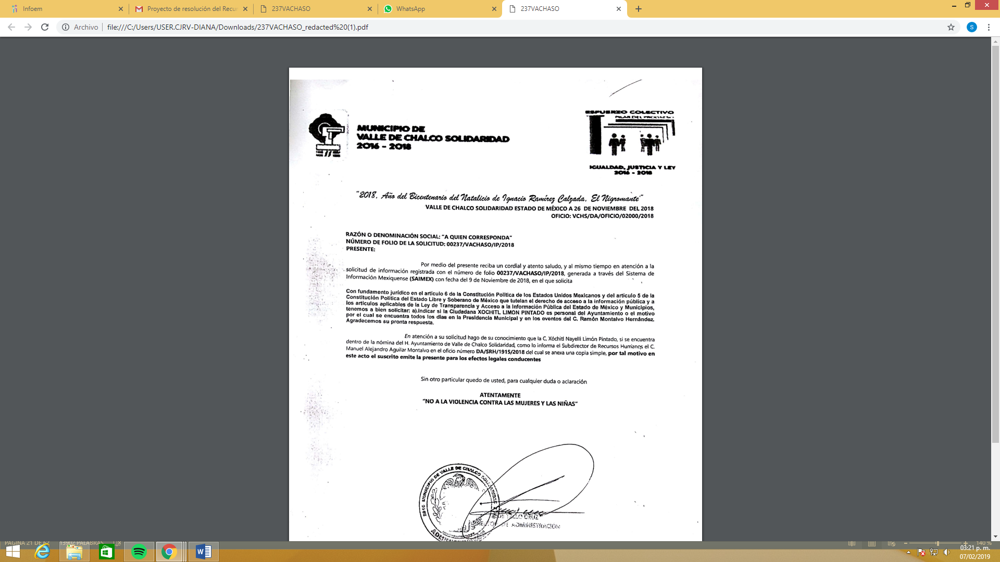 Infoem
Proyecto de resolución del Recur
237VACHASO
WhatsApp
237VACHASO
Archivo
file:///C:/Users/USER.CJRV-DIANA/Downloads/237VACHASO_redacted%20(1).pdf
S
MUNICIPIO DE
VALLE DE CHALCO SOLIDARIDAD
2016 - 2018
ESFUERZO COLECTIVO
PILAR DEL PROGRESO
IGUALDAD, JUSTICIA Y LEY
2016 - 2018
"2018. Año del Bicentenario del Natalicio de Ignacio Ramírez Calzada. El Nigromante"
VALLE DE CHALCO SOLIDARIDAD ESTADO DE MÉXICO A 26 DE NOVIEMBRE DEL 2018
OFICIO: VCHS/DA/OFICIO/02000/2018
RAZÓN O DENOMINACIÓN SOCIAL: "A QUIEN CORRESPONDA"
NÚMERO DE FOLIO DE LA SOLICITUD: 00237/VACHASO/IP/2018
PRESENTE:
Por medio del presente reciba un cordial y atento saludo, y al mismo tiempo en atención a la
solicitud de información registrada con el número de folio 00237/VACHASO/IP/2018, generada a través del Sistema de
Información Mexiquense (SAIMEX) con fecha del 9 de Noviembre de 2018, en el que solicita
Con fundamento jurídico en el artículo 6 de la Constitución Política de los Estados Unidos Mexicanos y del artículo 5 de la
Constitución Política del Estado Libre y Soberano de México que tutelan el derecho de acceso a la información pública y a
los artículos aplicables de la Ley de Transparencia y Acceso a la Información Pública del Estado de México y Municipios,
tenemos a bien solicitar: a).Indicar si la Ciudadana XOCHITL LIMON PINTADO es personal del Ayuntamiento o el motivo
por el cual se encuentra todos los días en la Presidencia Municipal y en los eventos del C. Ramón Montalvo Hernández.
Agradecemos su pronta respuesta.
En atención a su solicitud hago de su conocimiento que la C. Xóchitl Nayelli Limón Pintado, si se encuentra
dentro de la nómina del H. Ayuntamiento de Valle de Chalco Solidaridad, como lo informa el Subdirector de Recursos Humanos el C.
Manuel Alejandro Aguilar Montalvo en el oficio número DA/SRH/1915/2018 del cual se anexa una copia simple, por tal motivo en
este acto el suscrito emite la presente para los efectos legales conducentes
Sin otro particular quedo de usted, para cualquier duda o aclaración
ATENTAMENTE
"NO A LA VIOLENCIA CONTRA LAS MUJERES Y LAS NIÑAS"
MUNICIPIO DE VALLE DE CHALCO SOLIDARIDAD
CRUZ
DIRECTOR DE ADMINISTRACION
PÁGINA 21 DE 62
13902 PALABRAS
140 %
03:21 p. m.
07/02/2019